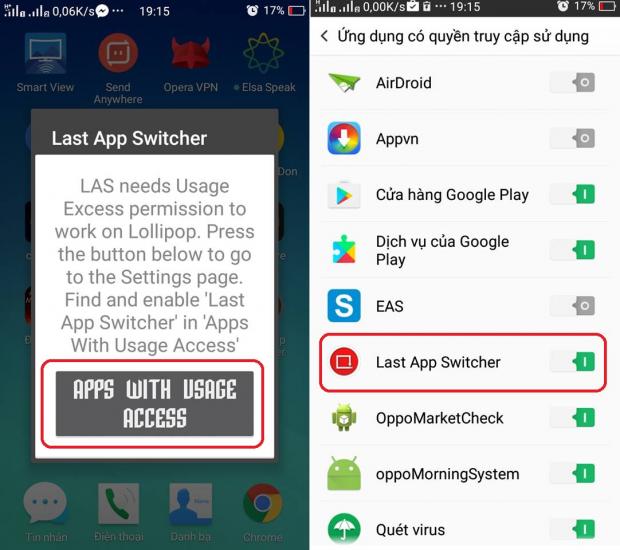 0,06K/s ... 19:15 17%
Smart View
Send
Anywhere
Opera VPN
Elsa Speak
Last App Switcher
LAS needs Usage
Excess permission to
work on Lollipop. Press
the button below to go
to the Settings page.
Find and enable 'Last
App Switcher' in 'Apps
With Usage Access'
APPS WITH USAGE
ACCESS
Tin nhắn
Điện thoại
Danh bạ
Chrome
0,00K/s ... 19:15 17%
Ứng dụng có quyền truy cập sử dụng
AirDroid
Appvn
Cửa hàng Google Play
Dịch vụ của Google
Play
EAS
Last App Switcher
OppoMarketCheck
oppoMorningSystem
Quét virus